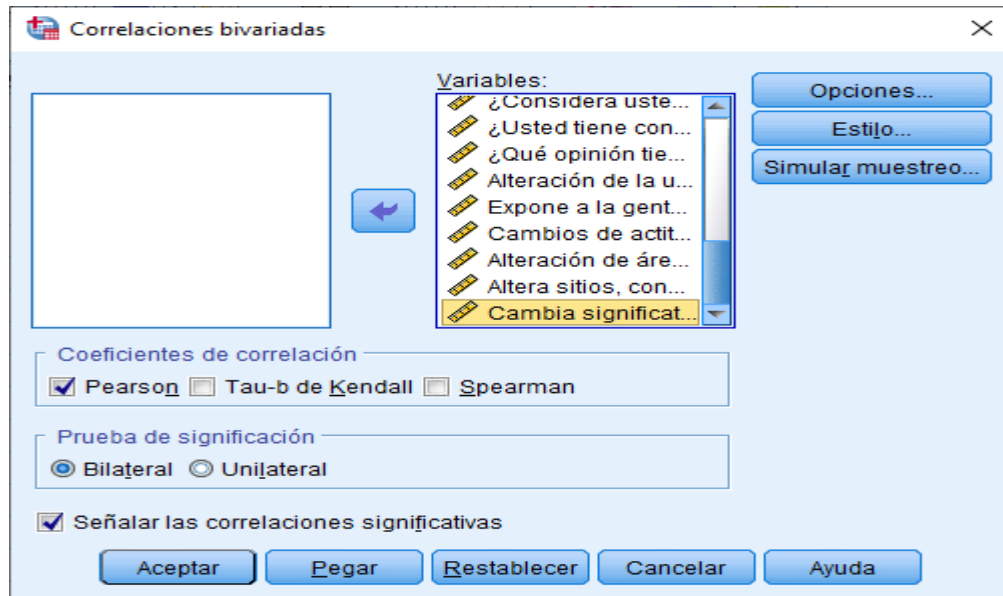 Correlaciones bivariadas
Variables:
¿Considera uste...
¿Usted tiene con...
¿Qué opinión tie...
Alteración de la u...
Expone a la gent...
Cambios de actit...
Alteración de áre...
Altera sitios, con...
Cambia significat...
Opciones...
Estilo...
Simular muestreo...
Coeficientes de correlación
Pearson Tau-b de Kendall Spearman
Prueba de significación
Bilateral Unilateral
Señalar las correlaciones significativas
Aceptar Pegar Restablecer Cancelar Ayuda